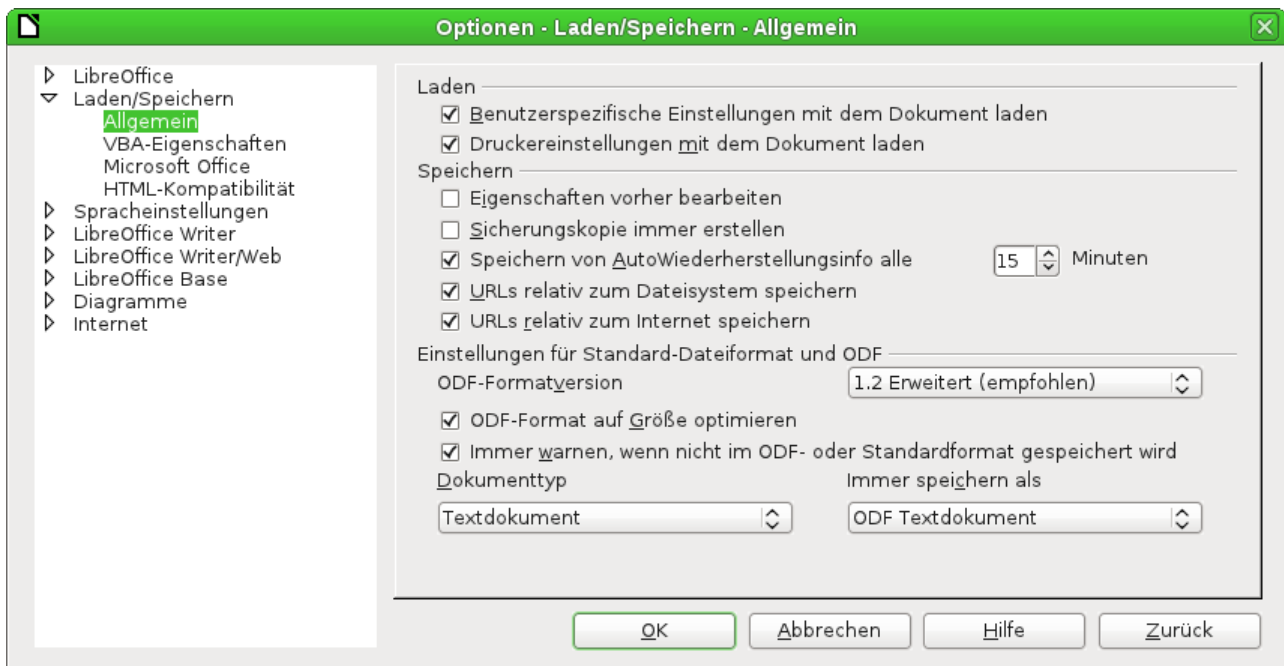 Optionen - Laden/Speichern - Allgemein
LibreOffice
Laden/Speichern
Allgemein
VBA-Eigenschaften
Microsoft Office
HTML-Kompatibilität
Spracheinstellungen
LibreOffice Writer
LibreOffice Writer/Web
LibreOffice Base
Diagramme
Internet
Laden
Benutzerspezifische Einstellungen mit dem Dokument laden
Druckereinstellungen mit dem Dokument laden
Speichern
Eigenschaften vorher bearbeiten
Sicherungskopie immer erstellen
Speichern von AutoWiederherstellungsinfo alle 15 Minuten
URLs relativ zum Dateisystem speichern
URLs relativ zum Internet speichern
Einstellungen für Standard-Dateiformat und ODF
ODF-Formatversion 1.2 Erweitert (empfohlen)
ODF-Format auf Größe optimieren
Immer warnen, wenn nicht im ODF- oder Standardformat gespeichert wird
Dokumenttyp Immer speichern als
Textdokument ODF Textdokument
OK Abbrechen Hilfe Zurück